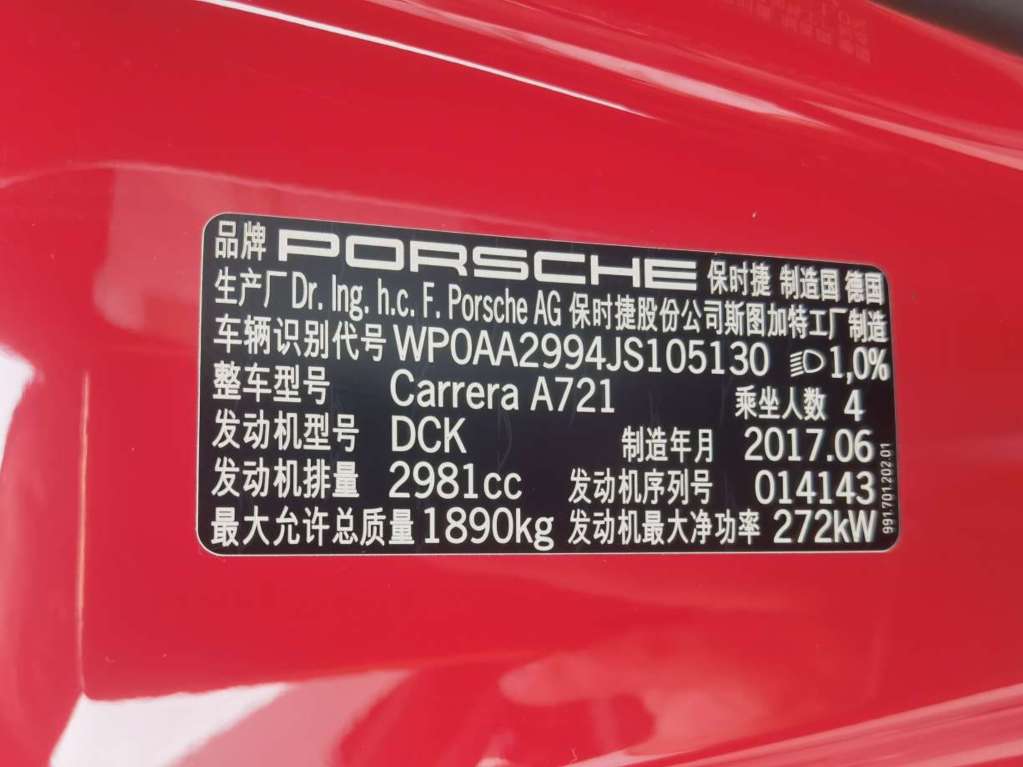 品牌 PORSCHE 保时捷 制造国 德国
生产厂 Dr. Ing. h.c. F. Porsche AG 保时捷股份公司斯图加特工厂制造
车辆识别代号 WP0AA2994JS105130 1,0%
整车型号 Carrera A721 乘坐人数 4
发动机型号 DCK 制造年月 2017.06
发动机排量 2981cc 发动机序列号 014143
最大允许总质量 1890kg 发动机最大净功率 272kW
991.701.202.01